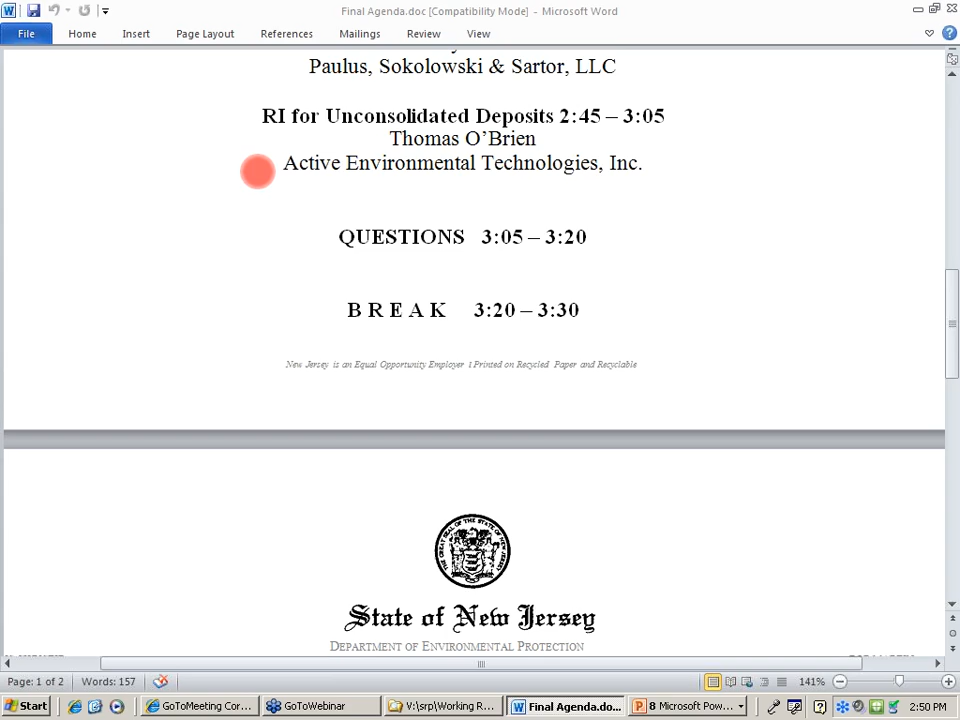 Final Agenda.doc [Compatibility Mode] - Microsoft Word
File Home Insert Page Layout References Mailings Review View
Paulus, Sokolowski & Sartor, LLC
RI for Unconsolidated Deposits 2:45 – 3:05
Thomas O’Brien
Active Environmental Technologies, Inc.
QUESTIONS 3:05 – 3:20
B R E A K 3:20 – 3:30
New Jersey is an Equal Opportunity Employer I Printed on Recycled Paper and Recyclable
State of New Jersey
DEPARTMENT OF ENVIRONMENTAL PROTECTION
Page: 1 of 2 Words: 157 141%
Start GoToMeeting Cor... GoToWebinar V:\srp\Working R... Final Agenda.do... 8 Microsoft Pow... 2:50 PM